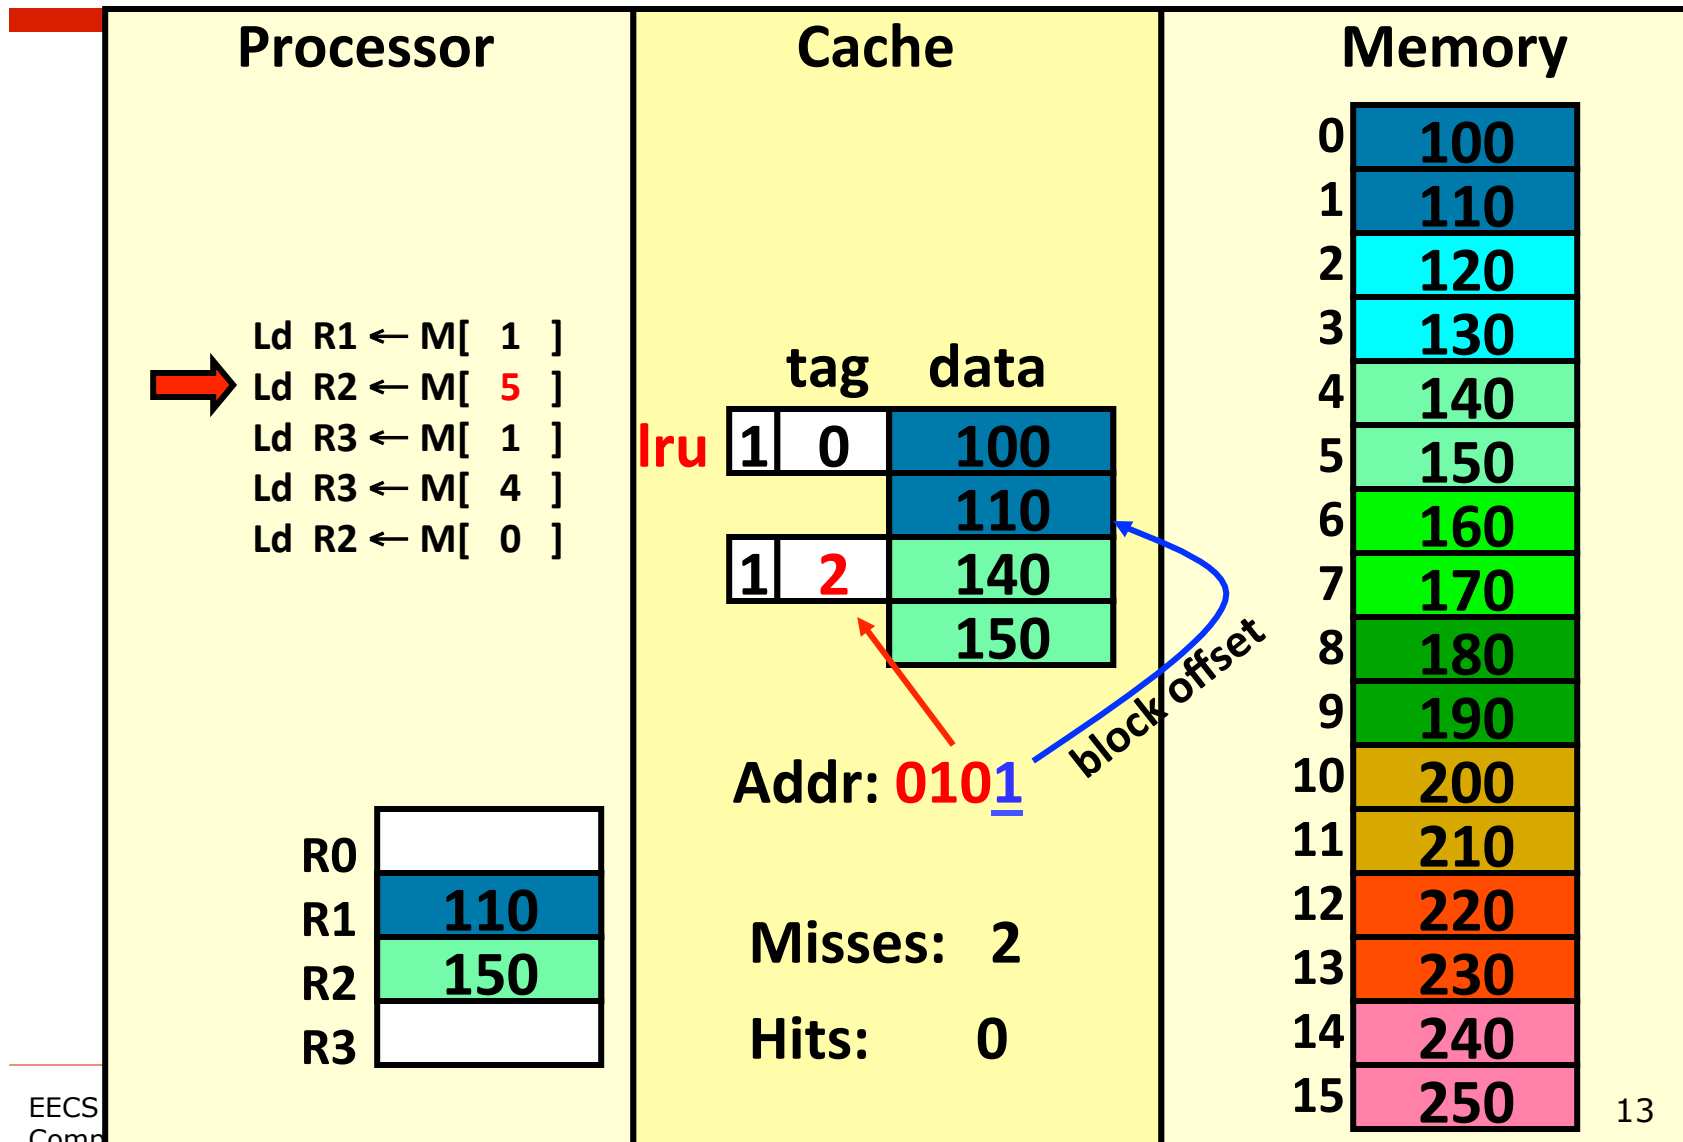 Processor
Cache
Memory
Ld R1 ← M[ 1 ]
Ld R2 ← M[ 5 ]
Ld R3 ← M[ 1 ]
Ld R3 ← M[ 4 ]
Ld R2 ← M[ 0 ]
R0
R1 110
R2 150
R3
tag data
lru 1 0 100
110
1 2 140
150
block offset
Addr: 0101
Misses: 2
Hits: 0
0 100
1 110
2 120
3 130
4 140
5 150
6 160
7 170
8 180
9 190
10 200
11 210
12 220
13 230
14 240
15 250
EECS
Comp
13